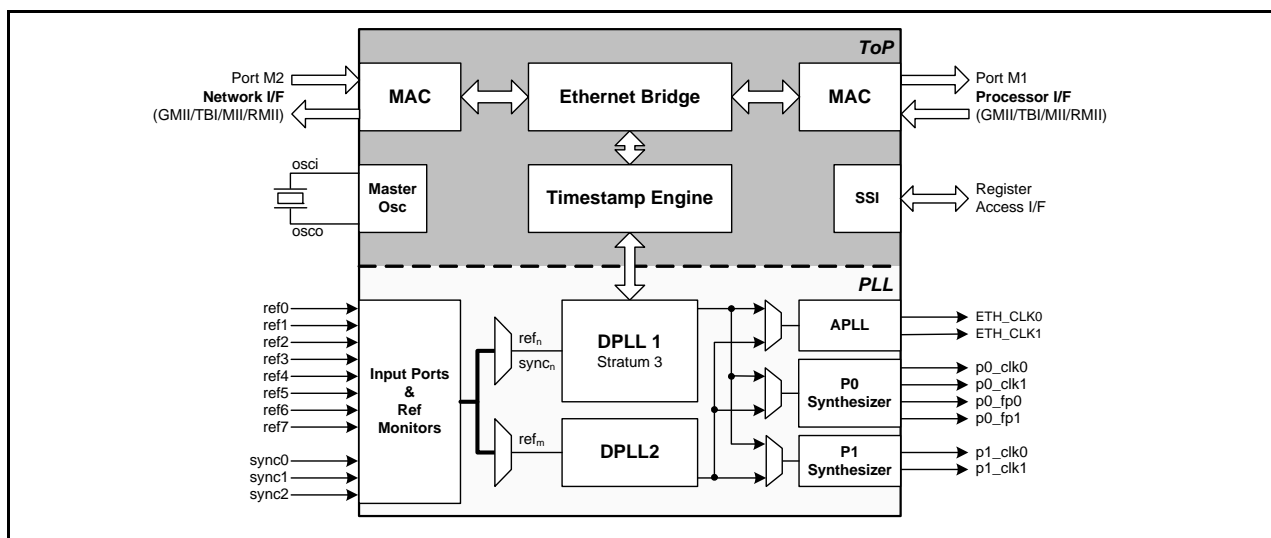 ToP
Port M2
Network I/F
(GMII/TBI/MII/RMII)
MAC
Ethernet Bridge
MAC
Port M1
Processor I/F
(GMII/TBI/MII/RMII)
osci
osco
Master
Osc
Timestamp Engine
SSI
Register
Access I/F
PLL
ref0
ref1
ref2
ref3
ref4
ref5
ref6
ref7
sync0
sync1
sync2
Input Ports
&
Ref
Monitors
refn
syncn
DPLL 1
Stratum 3
refm
DPLL2
APLL
ETH_CLK0
ETH_CLK1
P0
Synthesizer
p0_clk0
p0_clk1
p0_fp0
p0_fp1
P1
Synthesizer
p1_clk0
p1_clk1